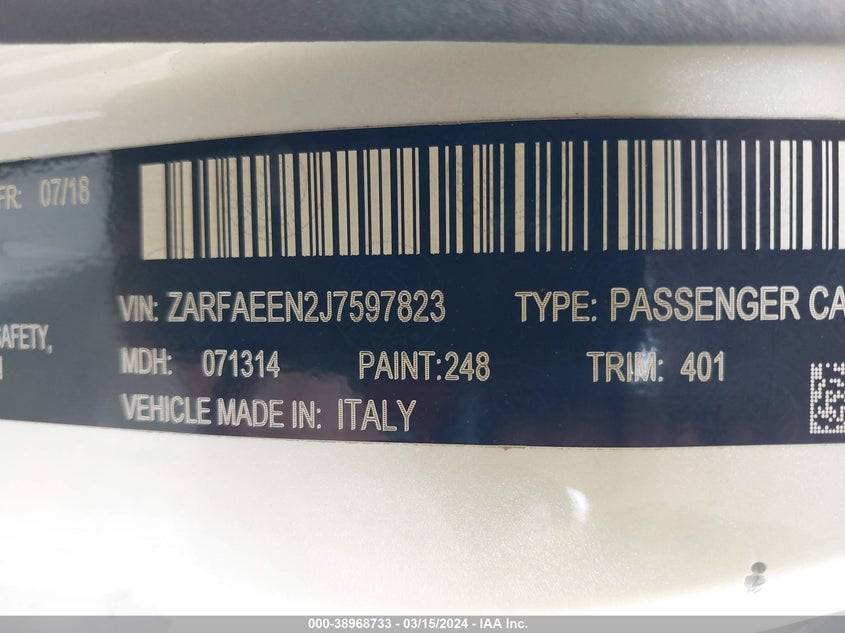 FR: 07/18
VIN: ZARFAEEN2J7597823 TYPE: PASSENGER CA
SAFETY,
MDH: 071314 PAINT:248 TRIM: 401
VEHICLE MADE IN: ITALY
000-38968733 - 03/15/2024 - IAA Inc.